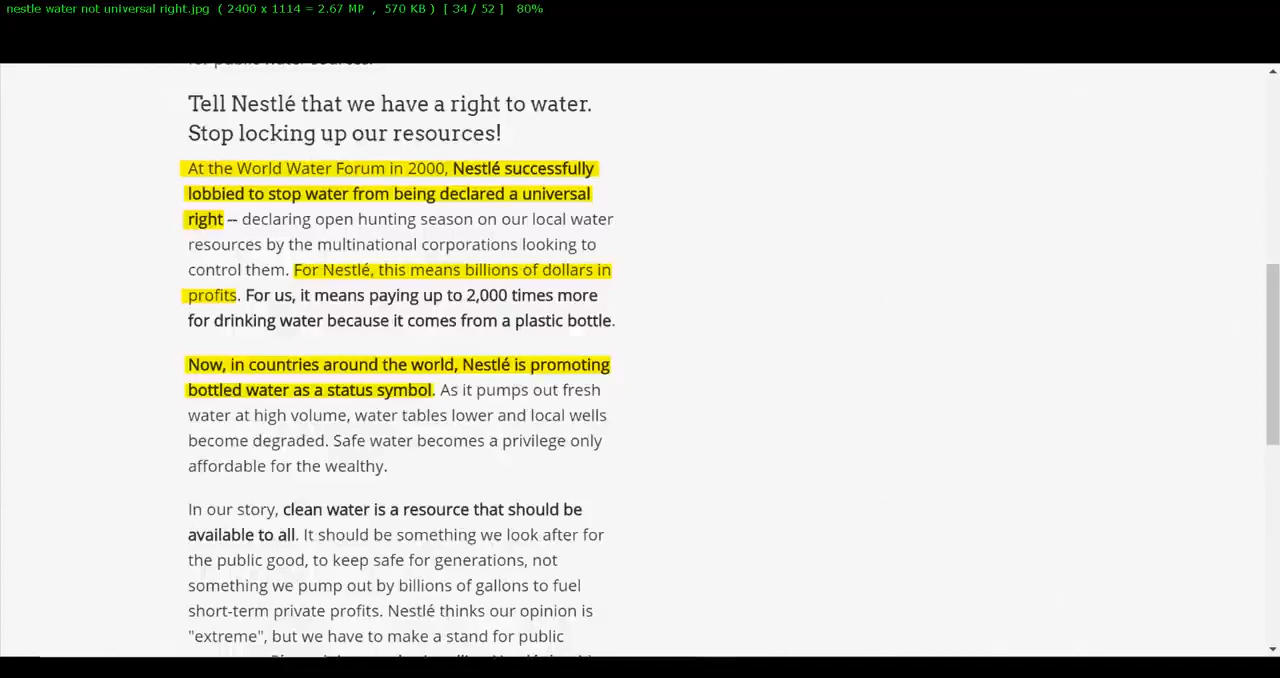 nestle water not universal right.jpg ( 2400 x 1114 = 2.67 MP , 570 KB ) [ 34 / 52 ] 80%
for public water sources.
Tell Nestlé that we have a right to water.
Stop locking up our resources!
At the World Water Forum in 2000, Nestlé successfully
lobbied to stop water from being declared a universal
right – declaring open hunting season on our local water
resources by the multinational corporations looking to
control them. For Nestlé, this means billions of dollars in
profits. For us, it means paying up to 2,000 times more
for drinking water because it comes from a plastic bottle.
Now, in countries around the world, Nestlé is promoting
bottled water as a status symbol. As it pumps out fresh
water at high volume, water tables lower and local wells
become degraded. Safe water becomes a privilege only
affordable for the wealthy.
In our story, clean water is a resource that should be
available to all. It should be something we look after for
the public good, to keep safe for generations, not
something we pump out by billions of gallons to fuel
short-term private profits. Nestlé thinks our opinion is
"extreme", but we have to make a stand for public